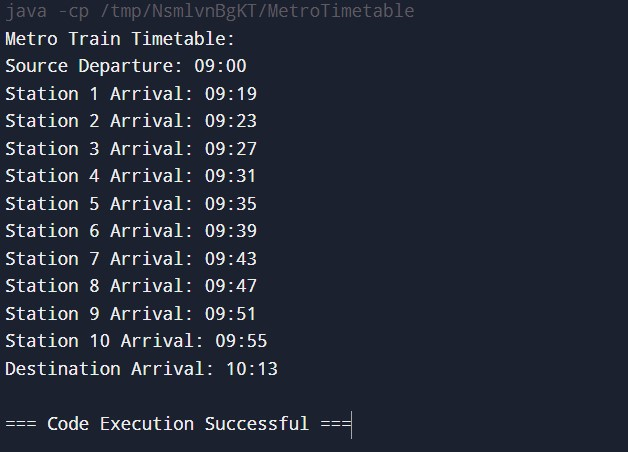 java -cp /tmp/NsmlvnBgKT/MetroTimetable
Metro Train Timetable:
Source Departure: 09:00
Station 1 Arrival: 09:19
Station 2 Arrival: 09:23
Station 3 Arrival: 09:27
Station 4 Arrival: 09:31
Station 5 Arrival: 09:35
Station 6 Arrival: 09:39
Station 7 Arrival: 09:43
Station 8 Arrival: 09:47
Station 9 Arrival: 09:51
Station 10 Arrival: 09:55
Destination Arrival: 10:13
=== Code Execution Successful ===